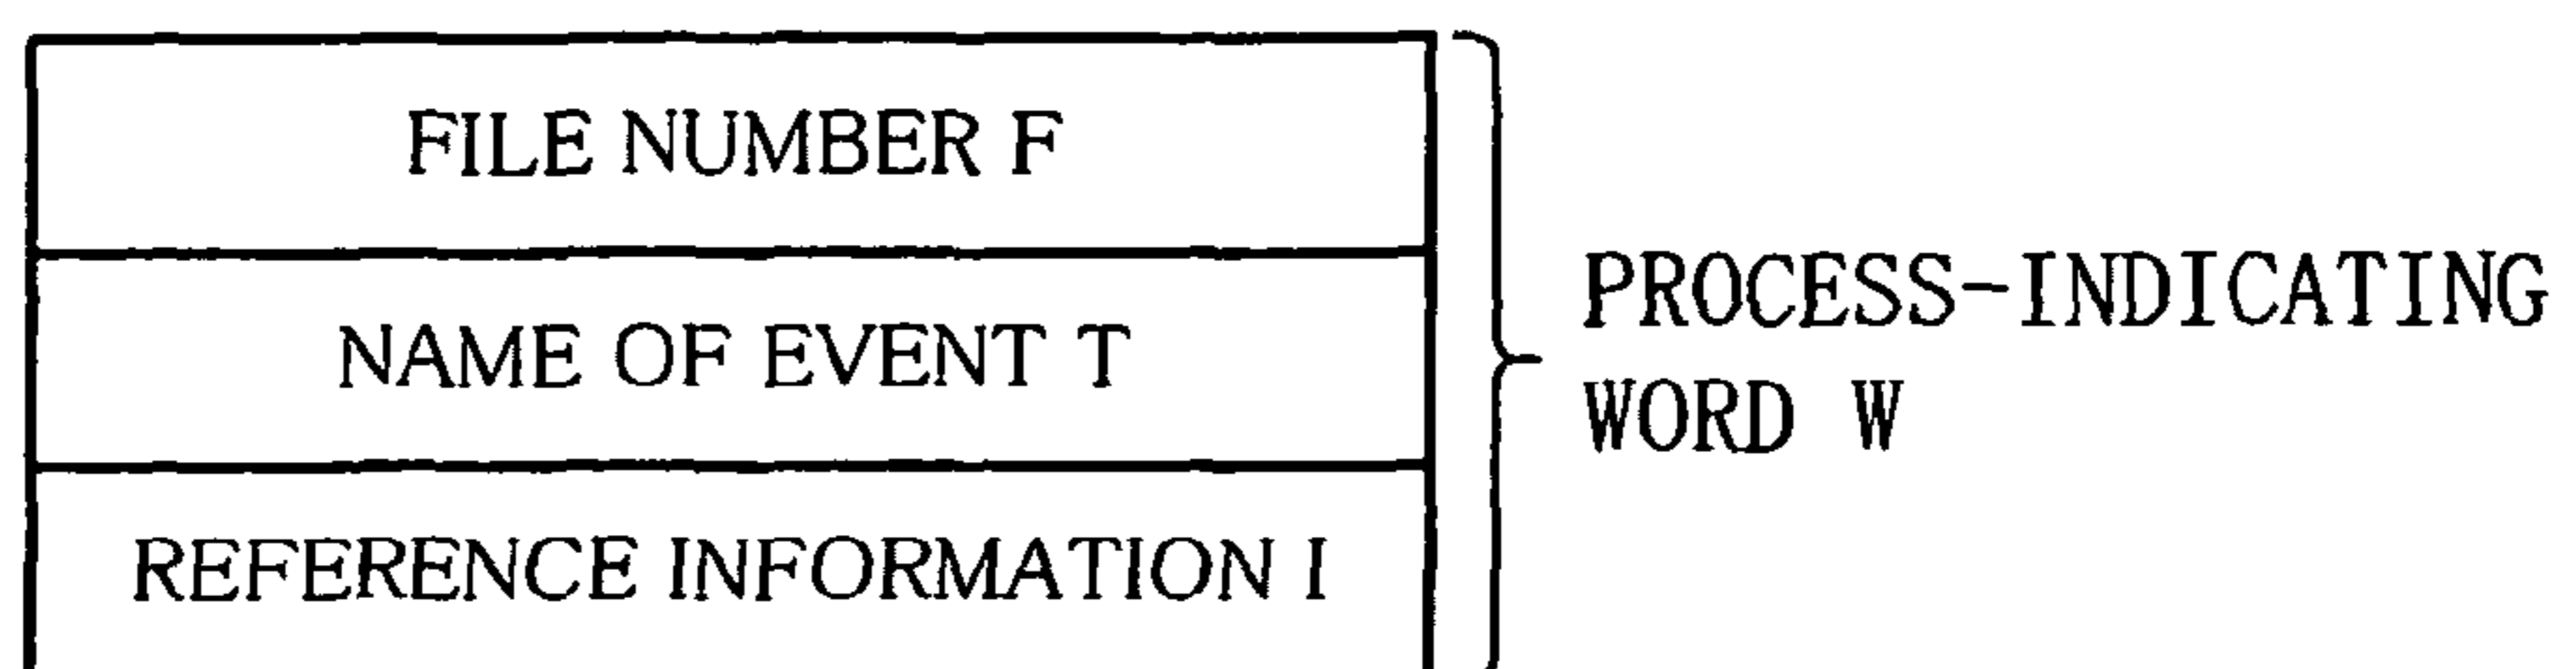 FILE NUMBER F
NAME OF EVENT T
REFERENCE INFORMATION I
PROCESS-INDICATING
WORD W